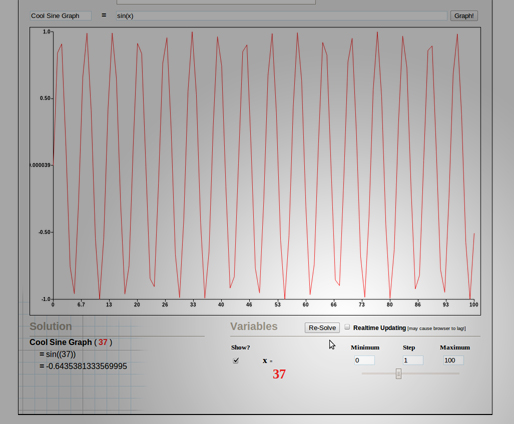 Cool Sine Graph = sin(x) Graph!
1.0
0.50
0.000039
-0.50
-1.0
0 6.7 13 20 26 33 40 46 53 60 66 73 80 86 93 100
Solution
Cool Sine Graph ( 37 )
= sin((37))
= -0.6435381333569995
Variables Re-Solve Realtime Updating [may cause browser to lag]
Show? Minimum Step Maximum
x - 0 1 100
37